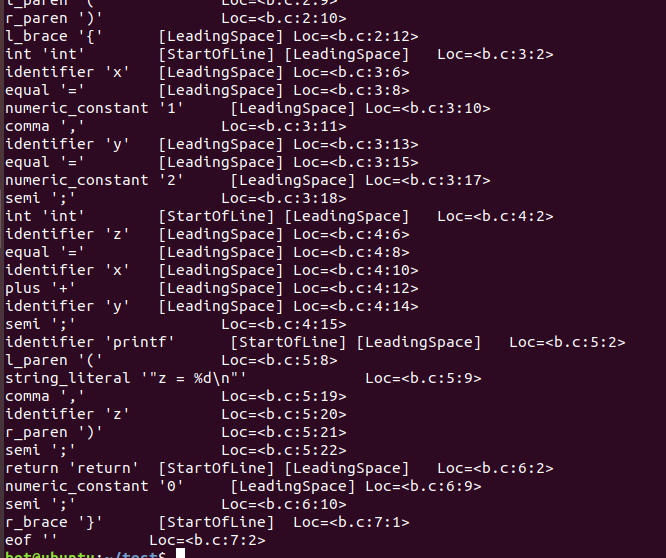 l_paren '(' Loc=<b.c:2:9>
r_paren ')' Loc=<b.c:2:10>
l_brace '{' [LeadingSpace] Loc=<b.c:2:12>
int 'int' [StartOfLine] [LeadingSpace] Loc=<b.c:3:2>
identifier 'x' [LeadingSpace] Loc=<b.c:3:6>
equal '=' [LeadingSpace] Loc=<b.c:3:8>
numeric_constant '1' [LeadingSpace] Loc=<b.c:3:10>
comma ',' Loc=<b.c:3:11>
identifier 'y' [LeadingSpace] Loc=<b.c:3:13>
equal '=' [LeadingSpace] Loc=<b.c:3:15>
numeric_constant '2' [LeadingSpace] Loc=<b.c:3:17>
semi ';' Loc=<b.c:3:18>
int 'int' [StartOfLine] [LeadingSpace] Loc=<b.c:4:2>
identifier 'z' [LeadingSpace] Loc=<b.c:4:6>
equal '=' [LeadingSpace] Loc=<b.c:4:8>
identifier 'x' [LeadingSpace] Loc=<b.c:4:10>
plus '+' [LeadingSpace] Loc=<b.c:4:12>
identifier 'y' [LeadingSpace] Loc=<b.c:4:14>
semi ';' Loc=<b.c:4:15>
identifier 'printf' [StartOfLine] [LeadingSpace] Loc=<b.c:5:2>
l_paren '(' Loc=<b.c:5:8>
string_literal '"z = %d\n"' Loc=<b.c:5:9>
comma ',' Loc=<b.c:5:19>
identifier 'z' Loc=<b.c:5:20>
r_paren ')' Loc=<b.c:5:21>
semi ';' Loc=<b.c:5:22>
return 'return' [StartOfLine] [LeadingSpace] Loc=<b.c:6:2>
numeric_constant '0' [LeadingSpace] Loc=<b.c:6:9>
semi ';' Loc=<b.c:6:10>
r_brace '}' [StartOfLine] Loc=<b.c:7:1>
eof '' Loc=<b.c:7:2>
bot@ubuntu:~/test$